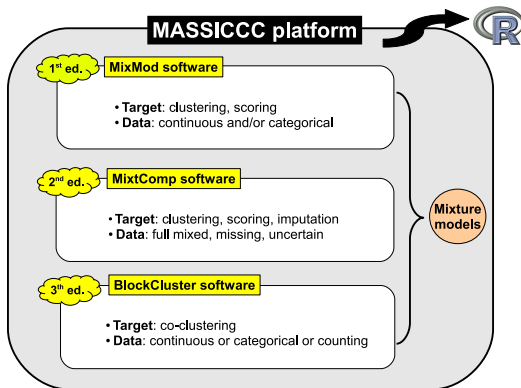 MASSICCC platform
R
1st ed.
MixMod software
• Target: clustering, scoring
• Data: continuous and/or categorical
2nd ed.
MixtComp software
• Target: clustering, scoring, imputation
• Data: full mixed, missing, uncertain
Mixture
models
3th ed.
BlockCluster software
• Target: co-clustering
• Data: continuous or categorical or counting